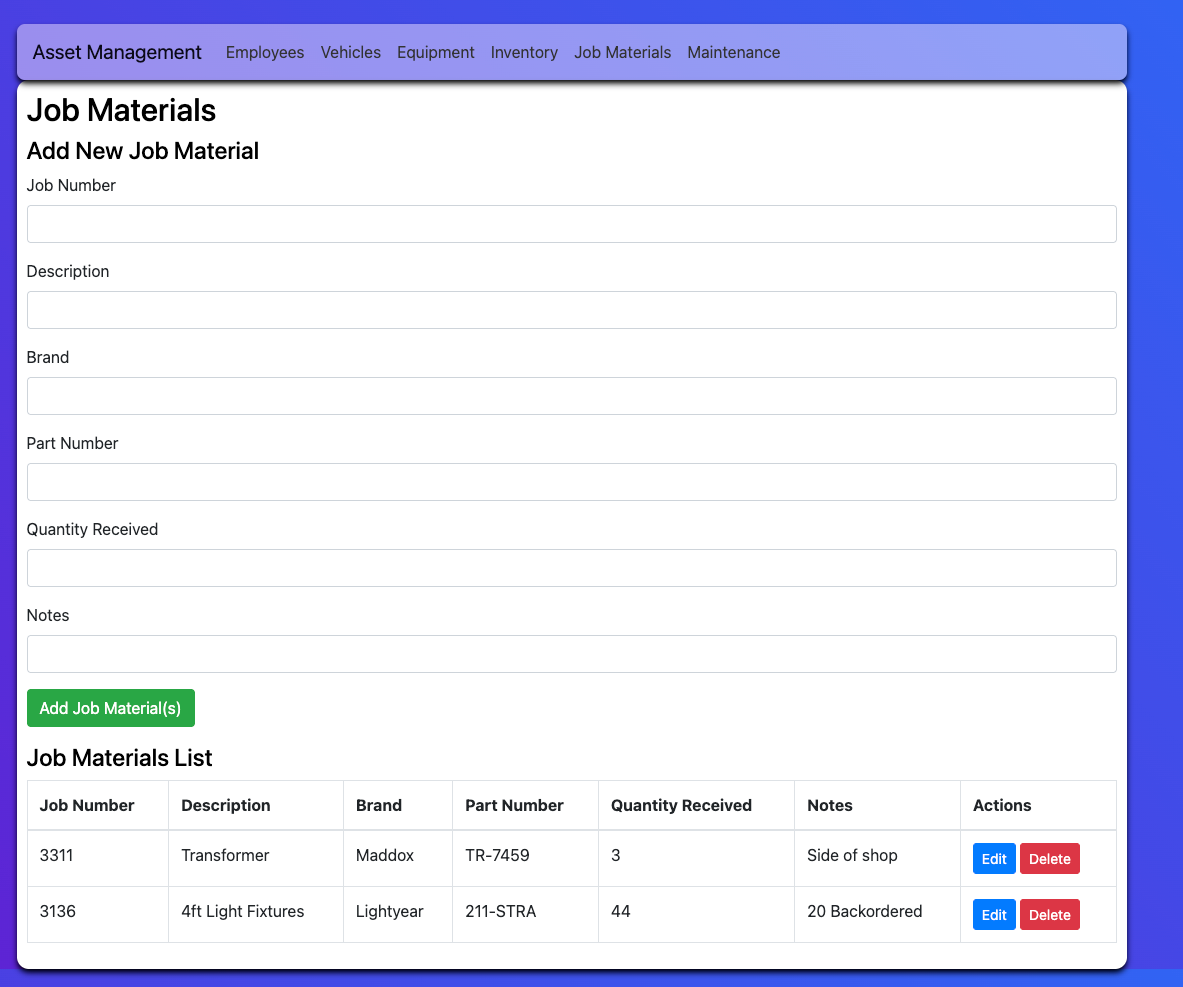 Asset Management Employees Vehicles Equipment Inventory Job Materials Maintenance
Job Materials
Add New Job Material
Job Number
Description
Brand
Part Number
Quantity Received
Notes
Add Job Material(s)
Job Materials List
Job Number Description Brand Part Number Quantity Received Notes Actions
3311 Transformer Maddox TR-7459 3 Side of shop Edit Delete
3136 4ft Light Fixtures Lightyear 211-STRA 44 20 Backordered Edit Delete